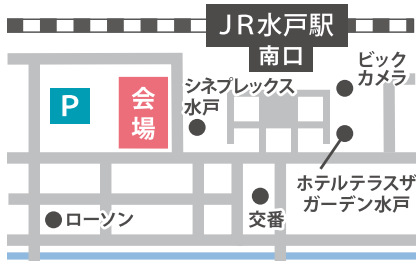 JR水戸駅
南口
ビック
カメラ
シネプレックス
水戸
会
場
P
ホテルテラスザ
ガーデン水戸
ローソン
交番